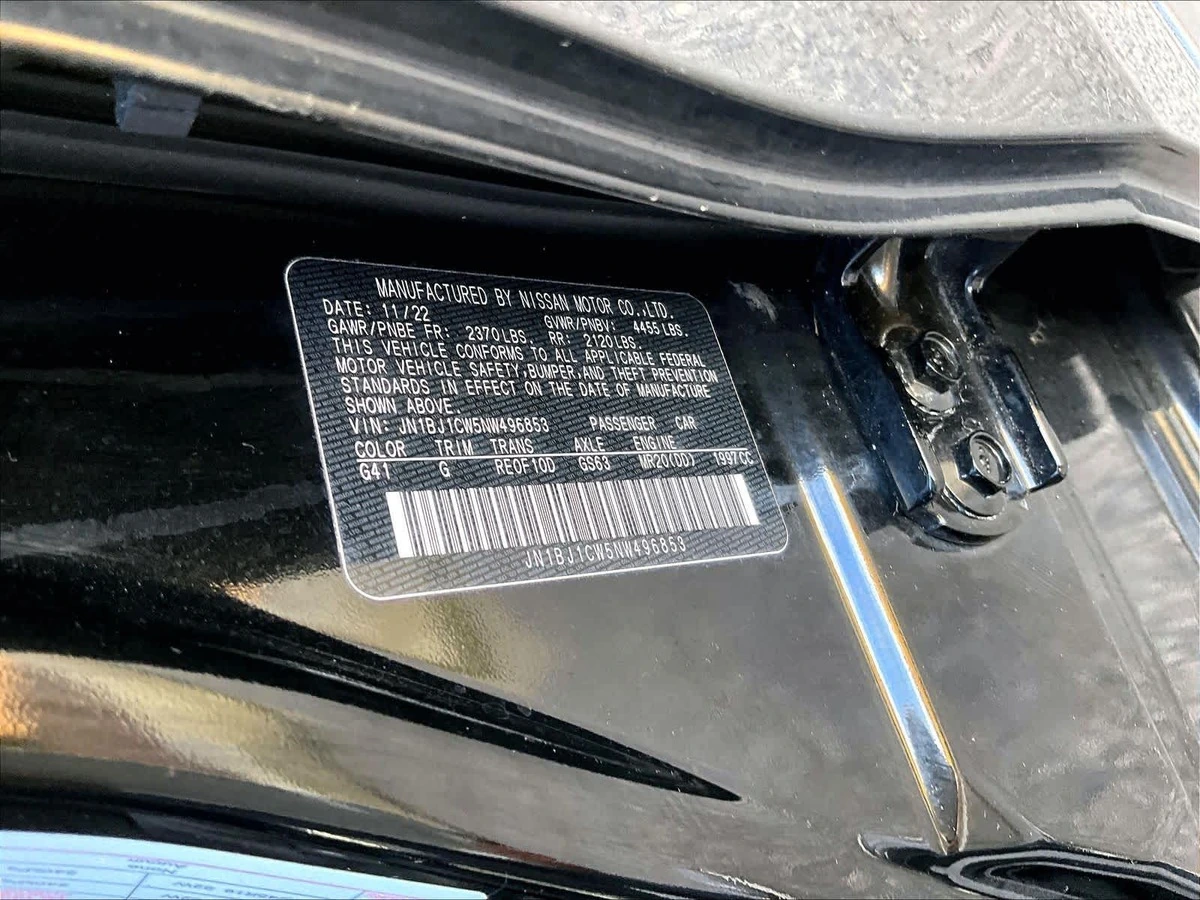 MANUFACTURED BY NISSAN MOTOR CO.,LTD.
DATE: 11/22 GVWR/PNBV: 4455 LBS.
GAWR/PNBE FR: 2370 LBS. RR: 2120 LBS.
THIS VEHICLE CONFORMS TO ALL APPLICABLE FEDERAL
MOTOR VEHICLE SAFETY,BUMPER,AND THEFT PREVENTION
STANDARDS IN EFFECT ON THE DATE OF MANUFACTURE
SHOWN ABOVE.
VIN: JN1BJ1CW5NW496853 PASSENGER CAR
COLOR TRIM TRANS AXLE ENGINE
G41 G RE0F10D GS63 MR20(DD) 1997CC
JN1BJ1CW5NW496853